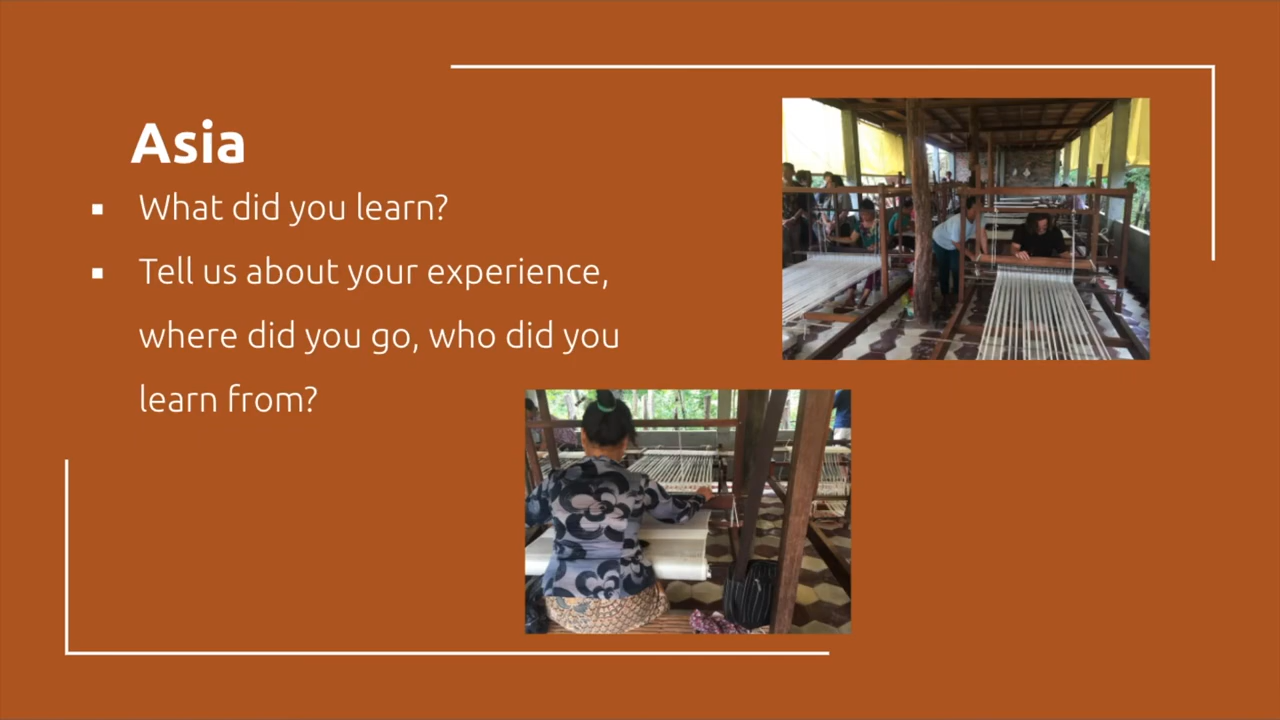 Asia
What did you learn?
Tell us about your experience,
where did you go, who did you
learn from?